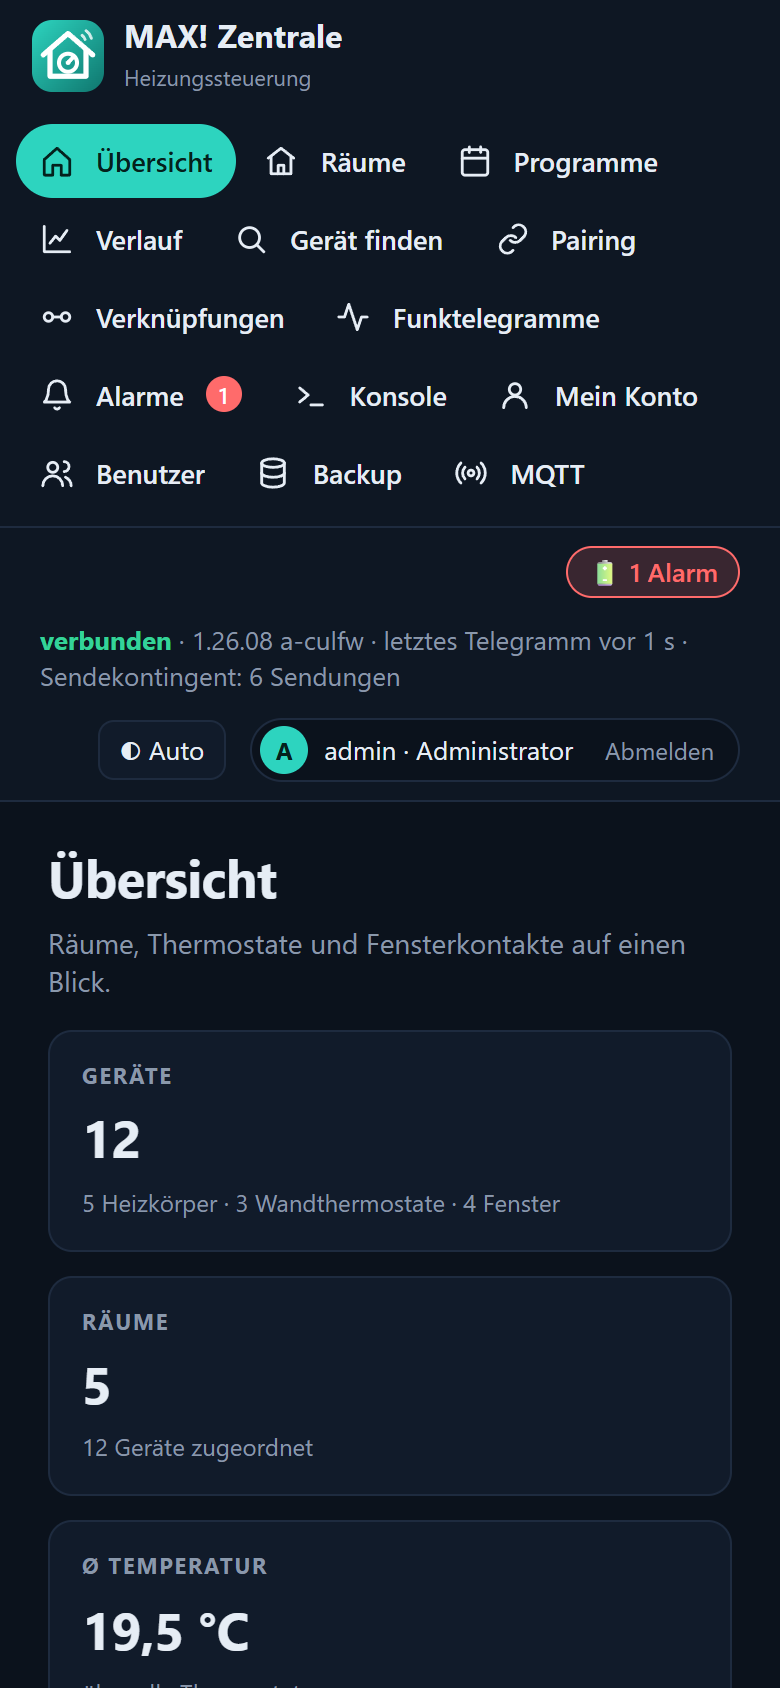 MAX! Zentrale
Heizungssteuerung
Übersicht Räume Programme
Verlauf Gerät finden Pairing
Verknüpfungen Funktelegramme
Alarme 1 Konsole Mein Konto
Benutzer Backup MQTT
1 Alarm
verbunden · 1.26.08 a-culfw · letztes Telegramm vor 1 s ·
Sendekontingent: 6 Sendungen
Auto A admin · Administrator Abmelden
Übersicht
Räume, Thermostate und Fensterkontakte auf einen
Blick.
GERÄTE
12
5 Heizkörper · 3 Wandthermostate · 4 Fenster
RÄUME
5
12 Geräte zugeordnet
Ø TEMPERATUR
19,5 °C